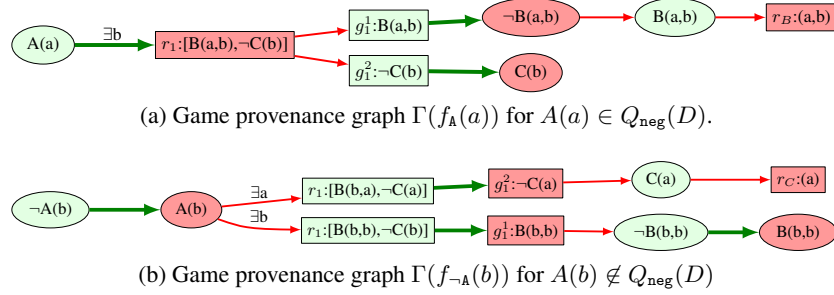 A(a) ∃b r₁:[B(a,b),¬C(b)] g₁¹:B(a,b) ¬B(a,b) B(a,b) r_B:(a,b)
g₁²:¬C(b) C(b)
(a) Game provenance graph Γ(f_A(a)) for A(a) ∈ Q_neg(D).
¬A(b) A(b) ∃a r₁:[B(b,a),¬C(a)] g₁²:¬C(a) C(a) r_C:(a)
∃b r₁:[B(b,b),¬C(b)] g₁¹:B(b,b) ¬B(b,b) B(b,b)
(b) Game provenance graph Γ(f_¬A(b)) for A(b) ∉ Q_neg(D)